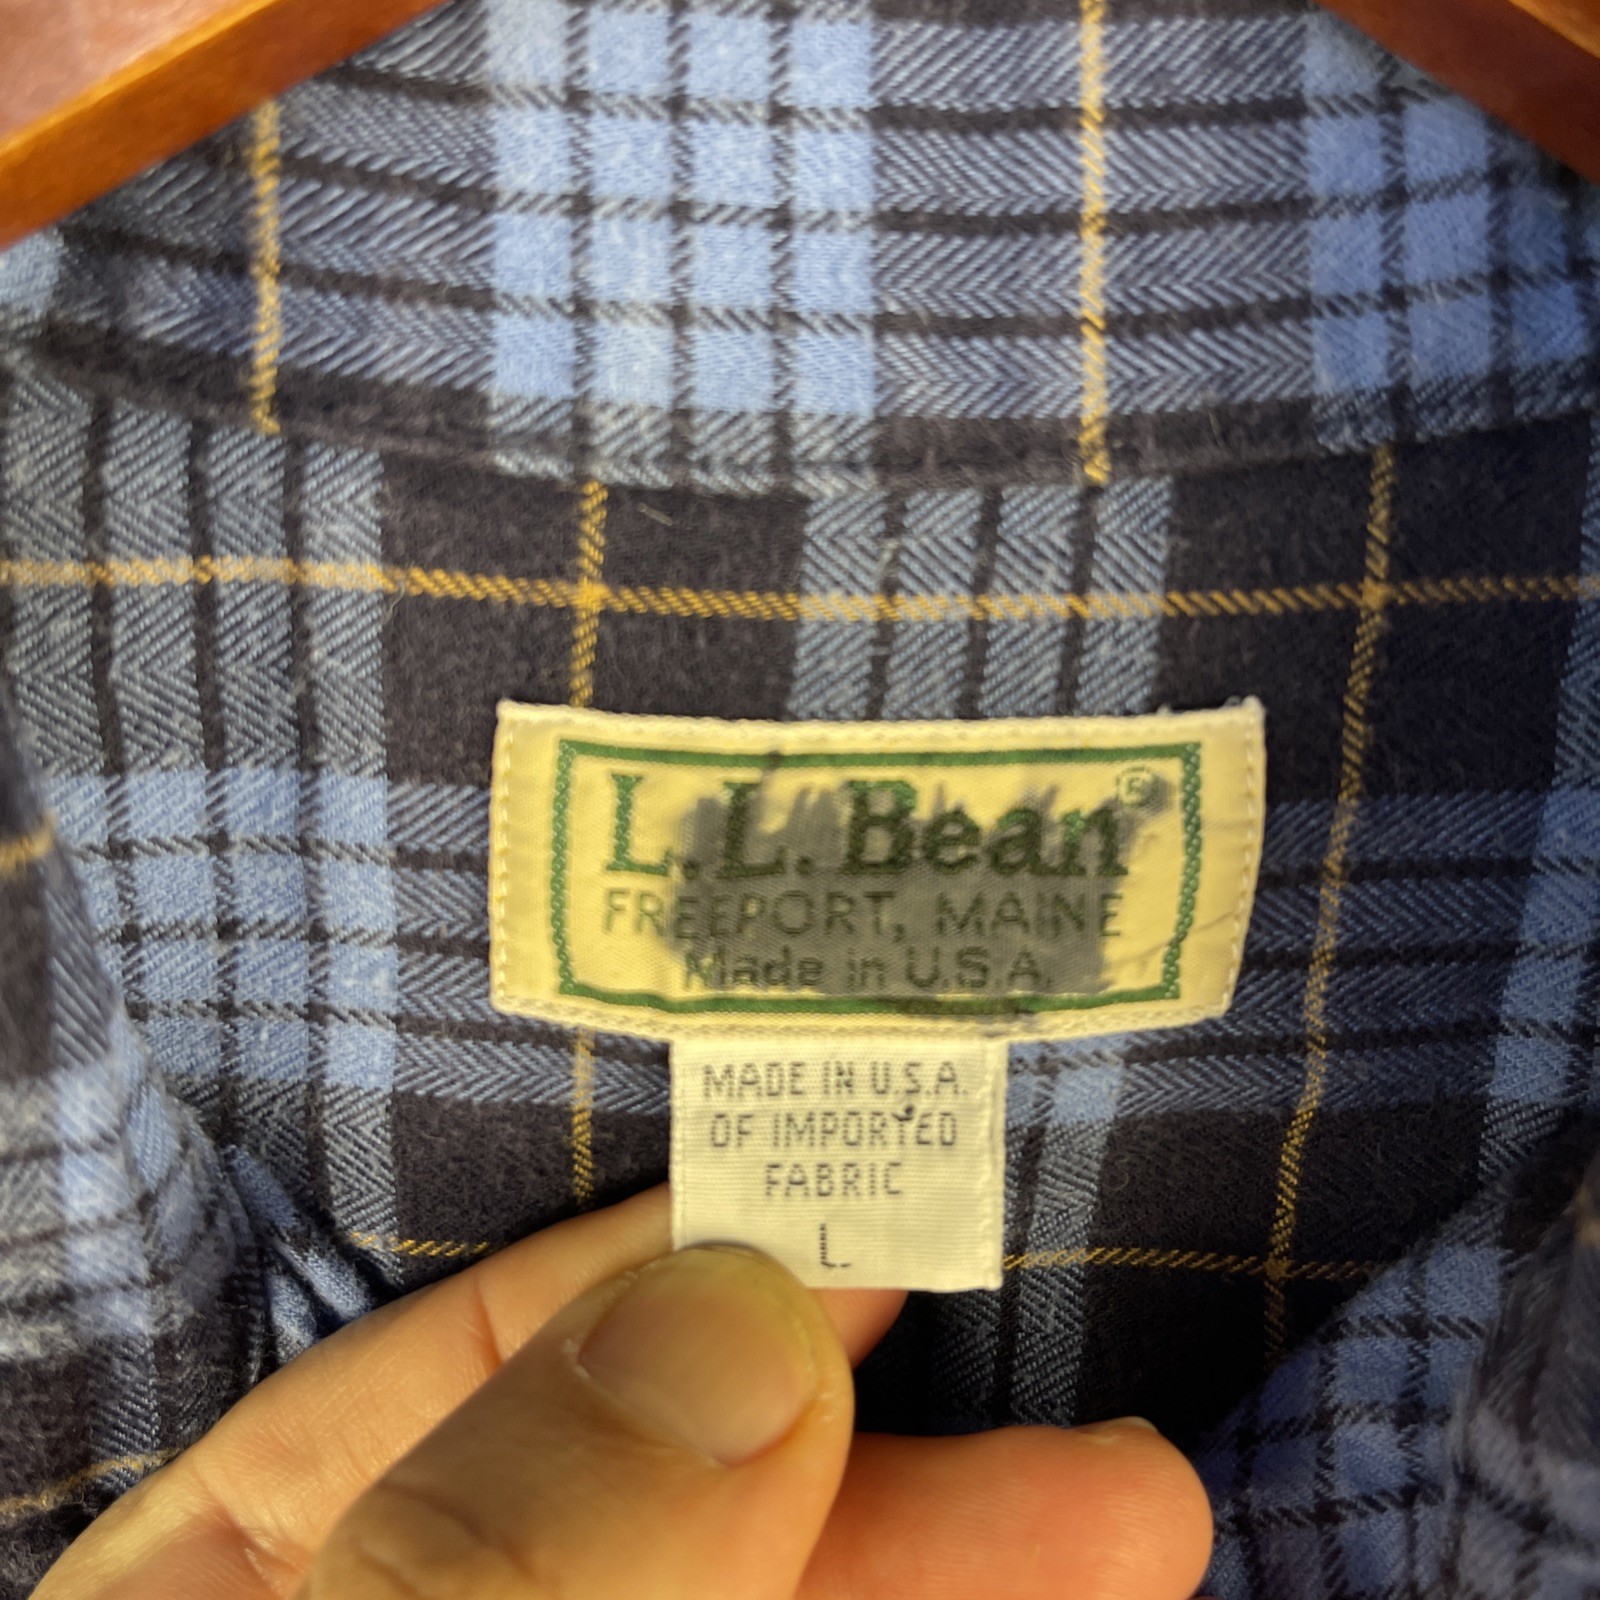 L.L.Bean®
FREEPORT, MAINE
Made in U.S.A.
MADE IN U.S.A.
OF IMPORTED
FABRIC
L